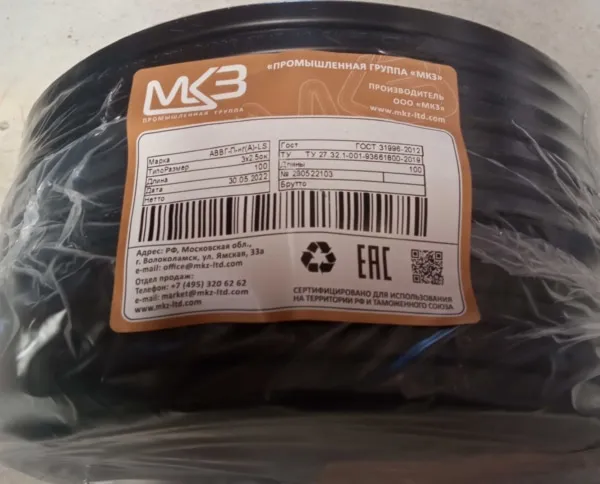 МКЗ
ПРОМЫШЛЕННАЯ ГРУППА
«ПРОМЫШЛЕННАЯ ГРУППА «МКЗ»
ПРОИЗВОДИТЕЛЬ
ООО «МКЗ»
www.mkz-ltd.com
Марка АВВГ-П-нг(А)-LS
ТипоРазмер 3х2,5ок
Длина 100
Дата 30.05.2022
Нетто
Гост ГОСТ 31996-2012
ТУ ТУ 27.32.1-001-93661600-2019
Длины 100
№ 290522103
Брутто
Адрес: РФ, Московская обл.,
г. Волоколамск, ул. Ямская, 33а
e-mail: office@mkz-ltd.com
Отдел продаж:
Телефон: +7 (495) 320 62 62
e-mail: market@mkz-ltd.com
www.mkz-ltd.com
EAC
СЕРТИФИЦИРОВАНО ДЛЯ ИСПОЛЬЗОВАНИЯ
НА ТЕРРИТОРИИ РФ И ТАМОЖЕННОГО СОЮЗА